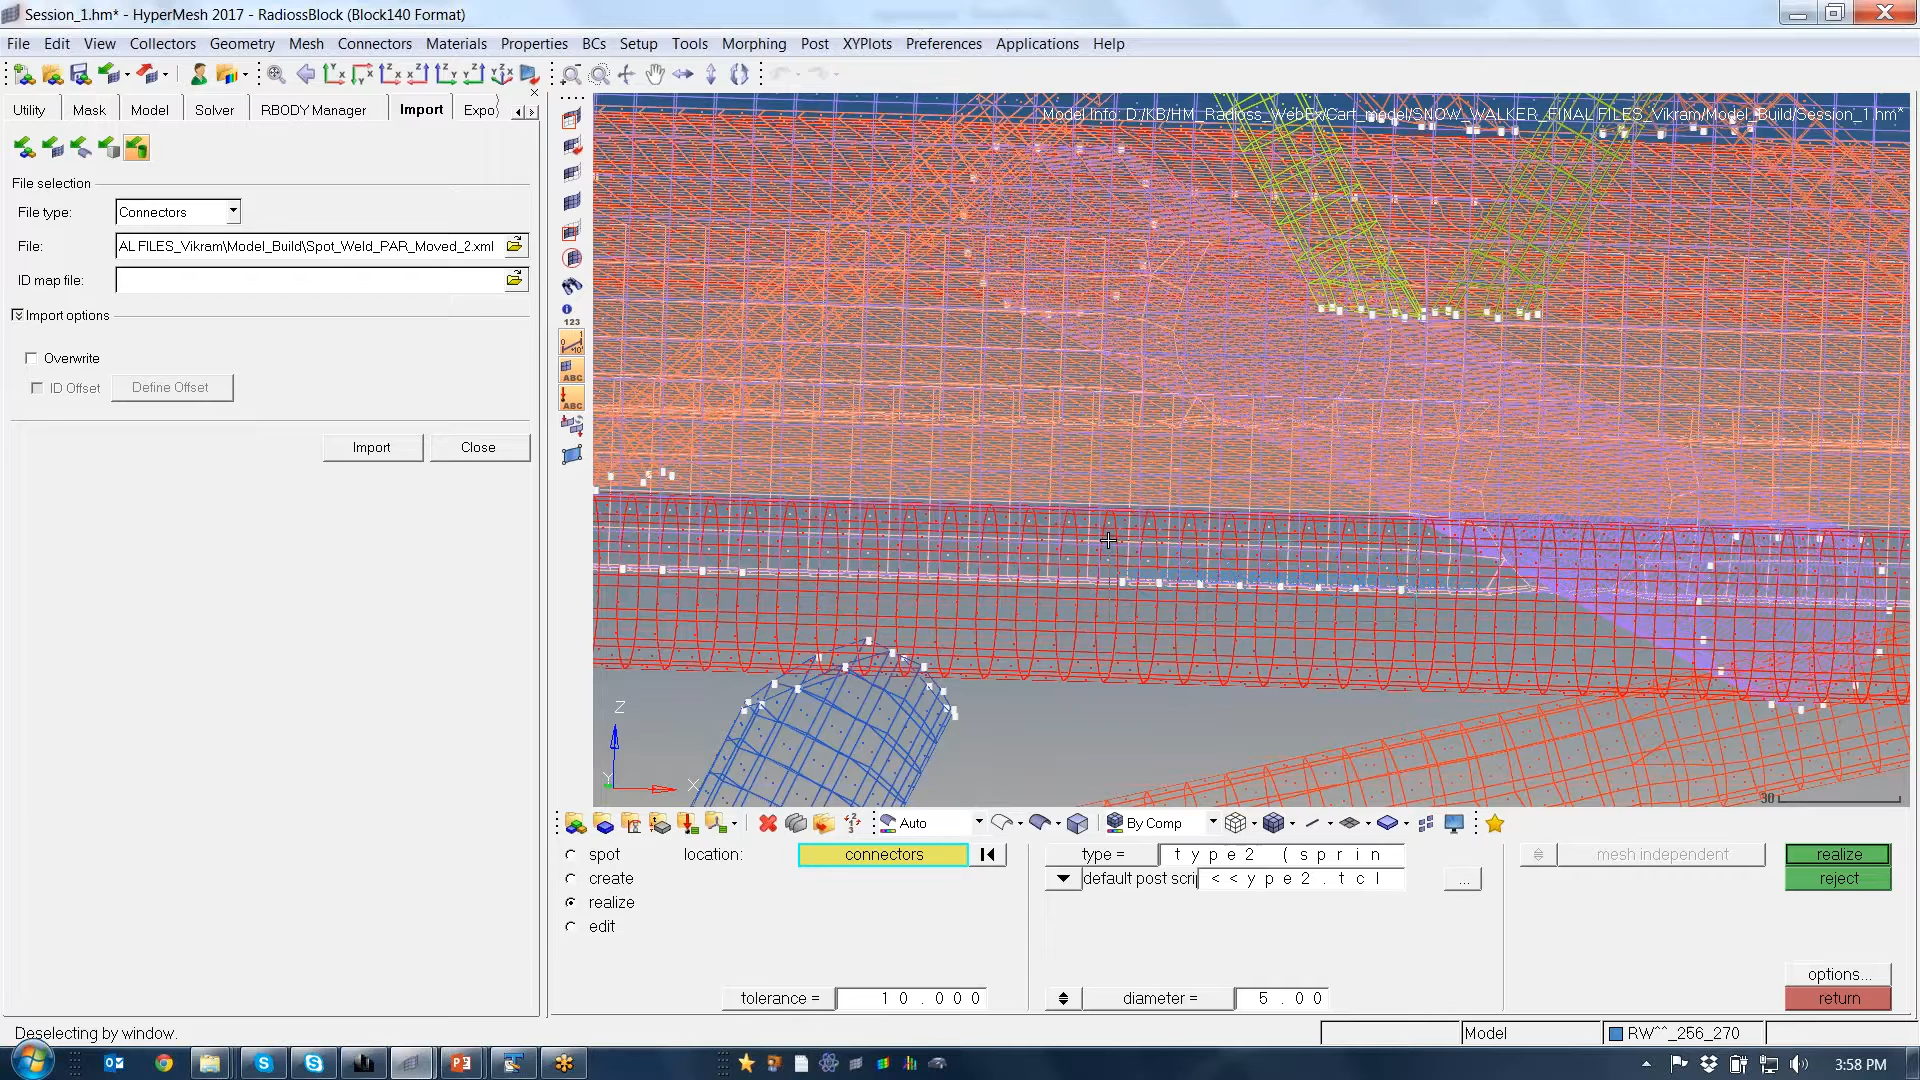 Session_1.hm* - HyperMesh 2017 - RadiossBlock (Block140 Format)
File Edit View Collectors Geometry Mesh Connectors Materials Properties BCs Setup Tools Morphing Post XYPlots Preferences Applications Help
Utility Mask Model Solver RBODY Manager Import Expo
Model Info: D:/KB/HM_Radioss_WebEx/Cart_model/SNOW_WALKER_FINAL FILES_Vikram/Model_Build/Session_1.hm*
File selection
File type: Connectors
File: AL FILES_Vikram\Model_Build\Spot_Weld_PAR_Moved_2.xml
ID map file:
Import options
Overwrite
ID Offset Define Offset
Import Close
123
ABC
ABC
Z
Y
X
30
Auto By Comp
spot location: connectors type = type2 (sprin mesh independent realize
create default post scrip <<ype2.tcl ... reject
realize
edit
options...
tolerance = 10.000 diameter = 5.00 return
Deselecting by window. Model RW^^_256_270
3:58 PM